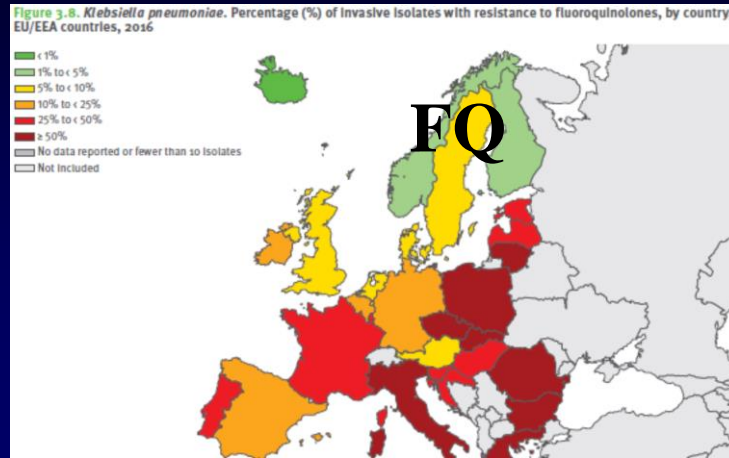 Figure 3.8. Klebsiella pneumoniae. Percentage (%) of invasive isolates with resistance to fluoroquinolones, by country
EU/EEA countries, 2016
< 1%
1% to < 5%
5% to < 10%
10% to < 25%
25% to < 50%
≥ 50%
No data reported or fewer than 10 isolates
Not included
FQ